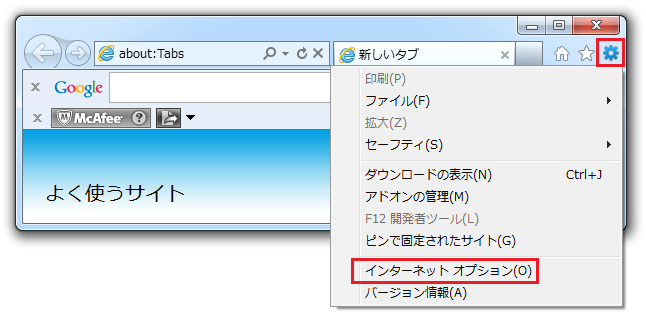 about:Tabs
新しいタブ
Google
McAfee
よく使うサイト
印刷(P)
ファイル(F)
拡大(Z)
セーフティ(S)
ダウンロードの表示(N) Ctrl+J
アドオンの管理(M)
F12 開発者ツール(L)
ピンで固定されたサイト(G)
インターネット オプション(O)
バージョン情報(A)